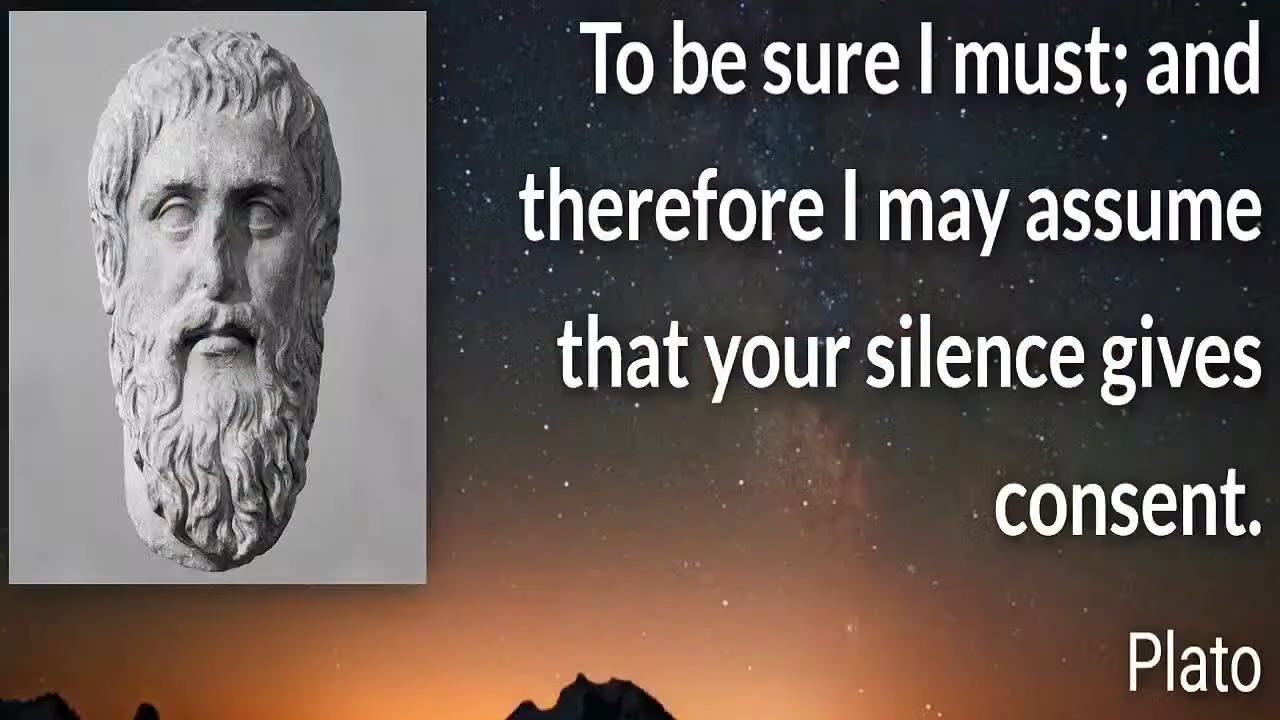 To be sure I must; and
therefore I may assume
that your silence gives
consent.
Plato